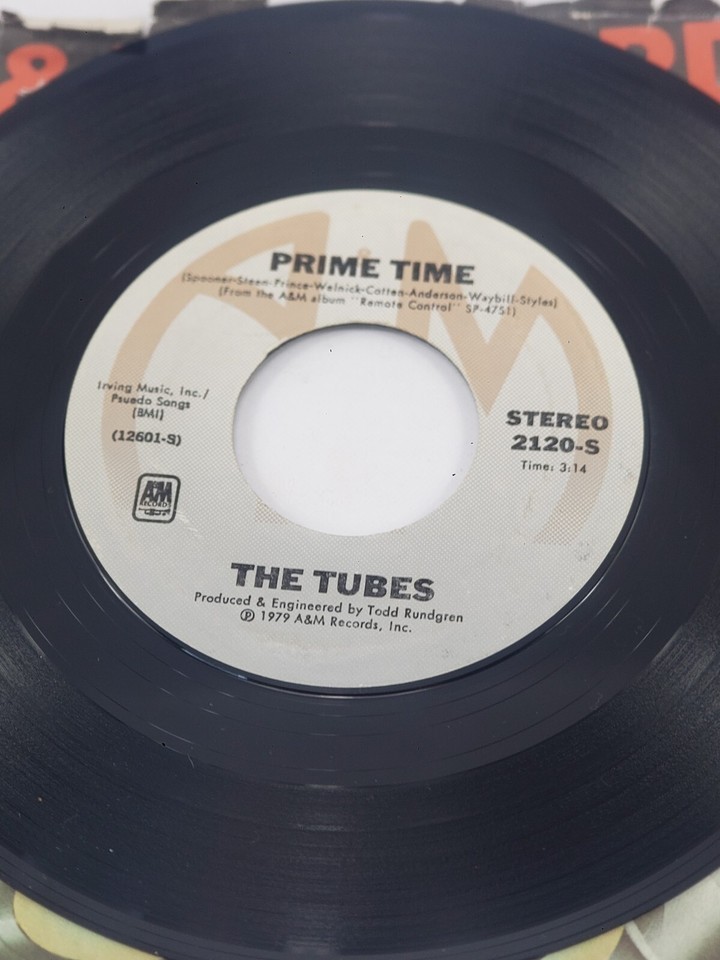 PRIME TIME
(Spooner-Steen-Prince-Welnick-Cotten-Anderson-Waybill-Styles)
(From the A&M album "Remote Control" SP-4751)
Irving Music, Inc./
Psuedo Songs
(BMI)
(12601-S)
STEREO
2120-S
Time: 3:14
A&M
RECORDS
THE TUBES
Produced & Engineered by Todd Rundgren
℗ 1979 A&M Records, Inc.